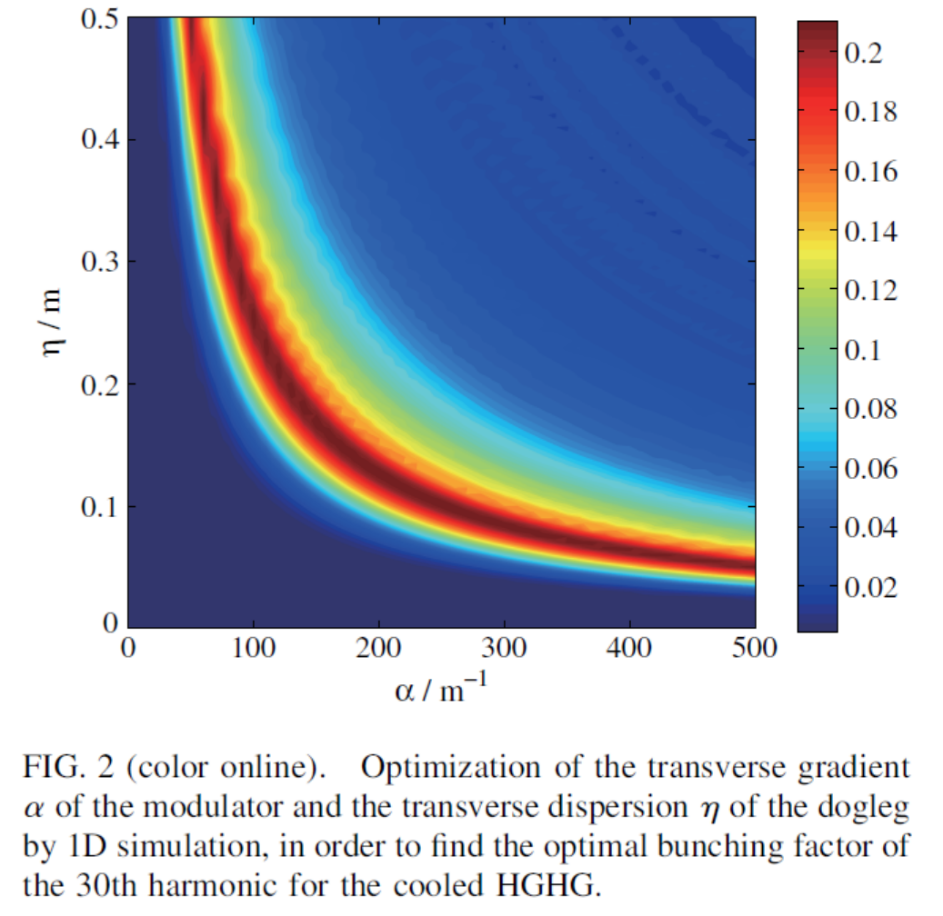 0.5
0.4
0.3
0.2
0.1
0
η / m
0 100 200 300 400 500
α / m⁻¹
0.2
0.18
0.16
0.14
0.12
0.1
0.08
0.06
0.04
0.02
FIG. 2 (color online). Optimization of the transverse gradient
α of the modulator and the transverse dispersion η of the dogleg
by 1D simulation, in order to find the optimal bunching factor of
the 30th harmonic for the cooled HGHG.